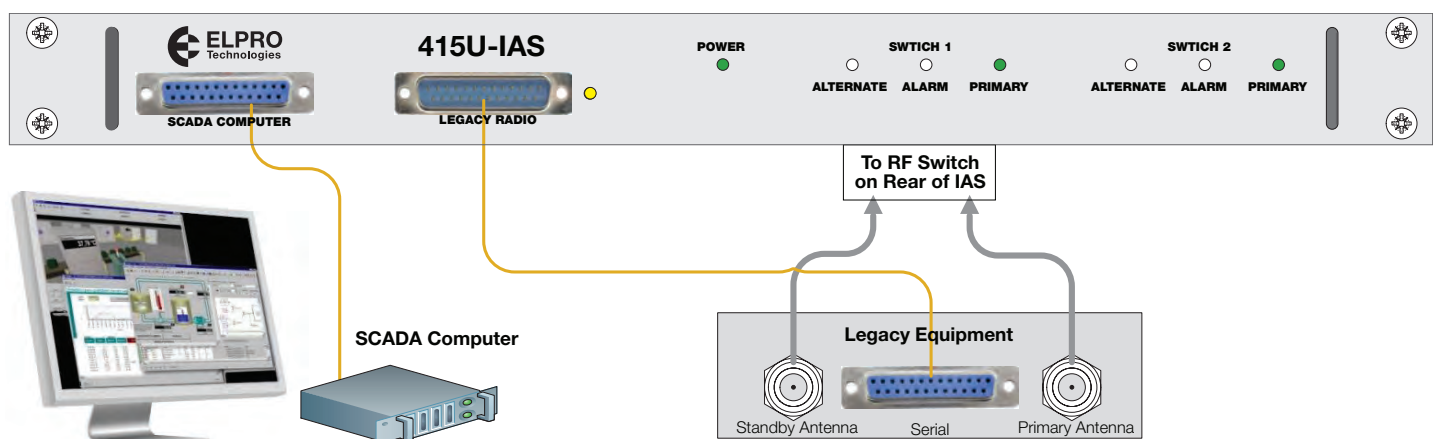 ELPRO
Technologies
415U-IAS
POWER
SWTICH 1
SWTICH 2
ALTERNATE
ALARM
PRIMARY
ALTERNATE
ALARM
PRIMARY
SCADA COMPUTER
LEGACY RADIO
To RF Switch
on Rear of IAS
SCADA Computer
Legacy Equipment
Standby Antenna
Serial
Primary Antenna